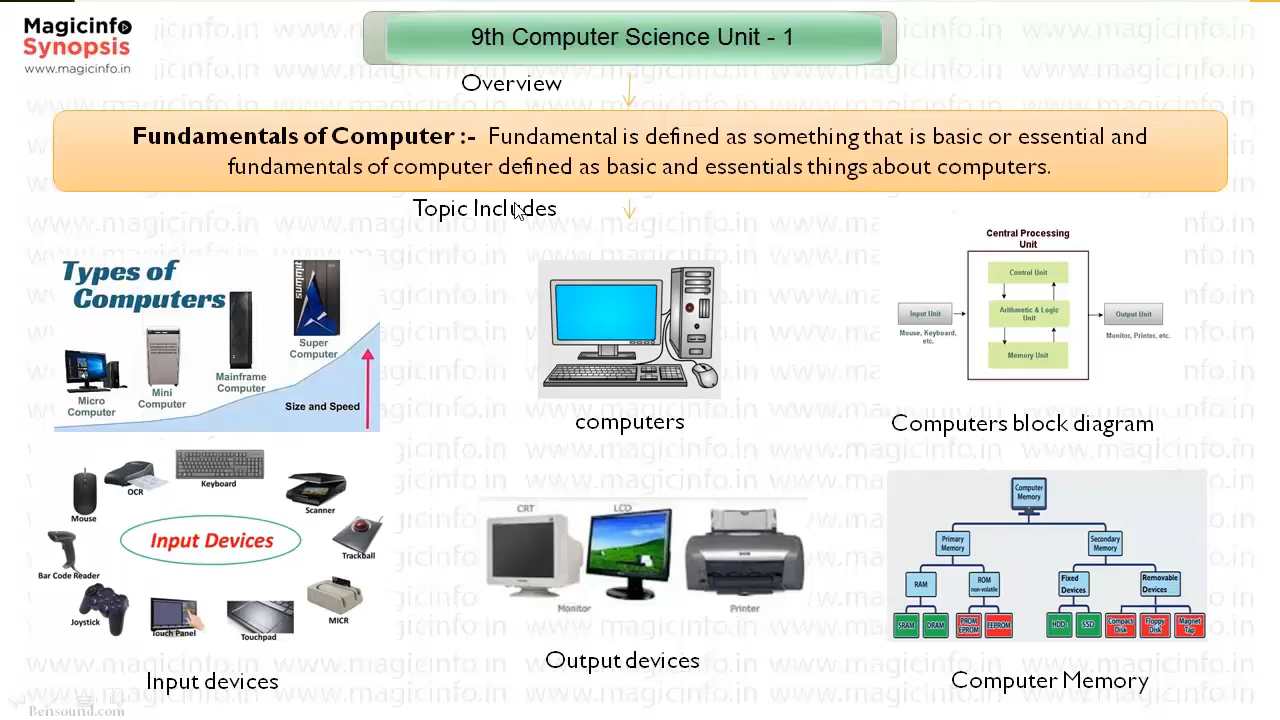 Magicinfo
Synopsis
www.magicinfo.in
9th Computer Science Unit - 1
Overview
Fundamentals of Computer :- Fundamental is defined as something that is basic or essential and
fundamentals of computer defined as basic and essentials things about computers.
Topic Includes
Types of
Computers
Super
Computer
Mainframe
Computer
Mini
Computer
Micro
Computer
Size and Speed
computers
Central Processing
Unit
Control Unit
Input Unit
Arithmetic & Logic
Unit
Output Unit
Mouse, Keyboard,
etc.
Monitor, Printer, etc.
Memory Unit
Computers block diagram
OCR
Keyboard
Scanner
Mouse
Input Devices
Trackball
Bar Code Reader
Joystick
Touch Panel
Touchpad
MICR
Input devices
CRT
LCD
Monitor
Printer
Output devices
Computer
Memory
Primary
Memory
Secondary
Memory
RAM
ROM
non-volatile
Fixed
Devices
Removable
Devices
SRAM
DRAM
PROM
EPROM
EEPROM
HDD
SSD
Compact
Disk
Floppy
Disk
Magnet
Tap
Computer Memory
Bensound.com